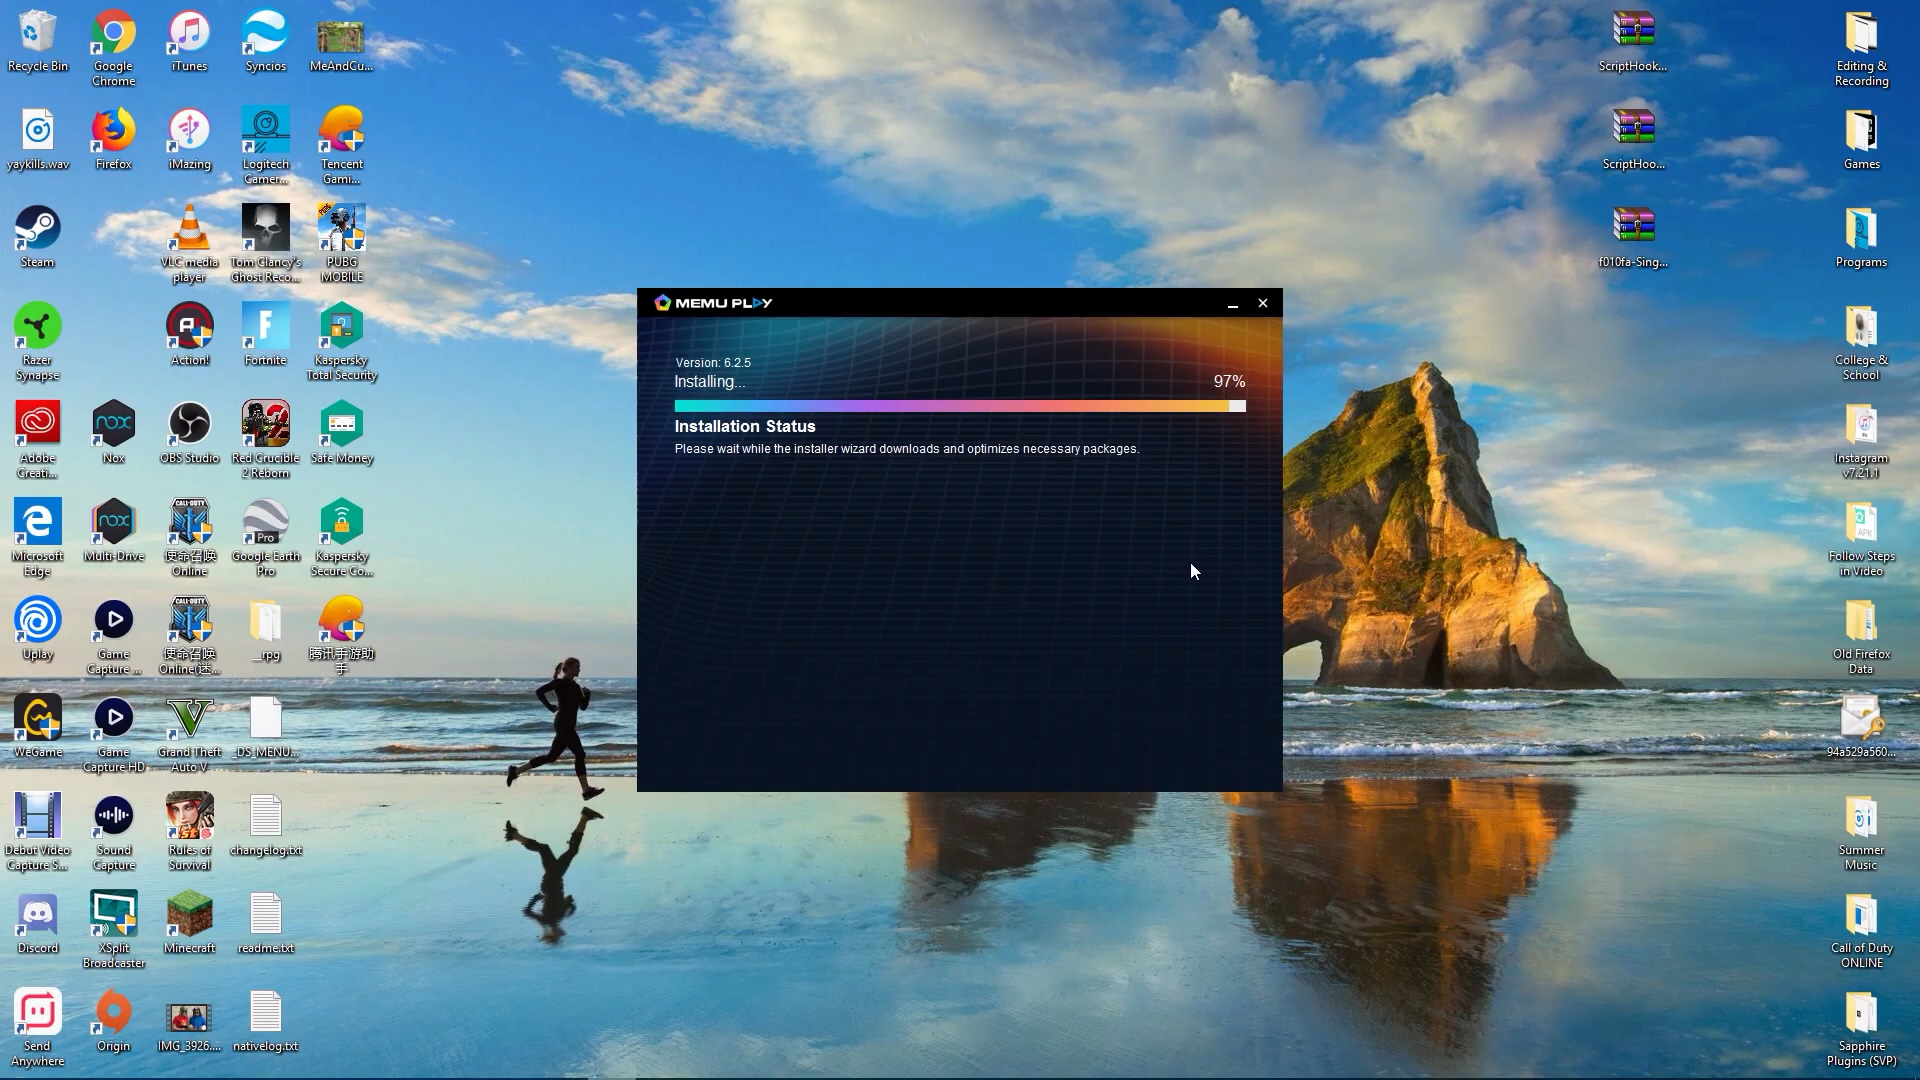 Recycle Bin
Google
Chrome
iTunes
Syncios
MeAndCu...
yaykills.wav
Firefox
iMazing
Logitech
Gamer...
Tencent
Gami...
Steam
VLC media
player
Tom Clancy's
Ghost Reco...
PUBG
MOBILE
Razer
Synapse
Action!
Fortnite
Kaspersky
Total Security
Adobe
Creati...
Nox
OBS Studio
Red Crucible
2 Reborn
Safe Money
Microsoft
Edge
Multi-Drive
使命召唤
Online
Google Earth
Pro
Kaspersky
Secure Co...
Uplay
Game
Capture ...
使命召唤
Online(迷...
__rpg
腾讯手游助
手
WeGame
Game
Capture HD
Grand Theft
Auto V
_DS_MENU...
Debut Video
Capture S...
Sound
Capture
Rules of
Survival
changelog.txt
Discord
XSplit
Broadcaster
Minecraft
readme.txt
Send
Anywhere
Origin
IMG_3926....
nativelog.txt
MEMU PLAY
Version: 6.2.5
Installing...
97%
Installation Status
Please wait while the installer wizard downloads and optimizes necessary packages.
ScriptHook...
ScriptHoo...
f010fa-Sing...
Editing &
Recording
Games
Programs
College &
School
Instagram
v7.21.1
Follow Steps
in Video
Old Firefox
Data
94a529a560...
Summer
Music
Call of Duty
ONLINE
Sapphire
Plugins (SVP)